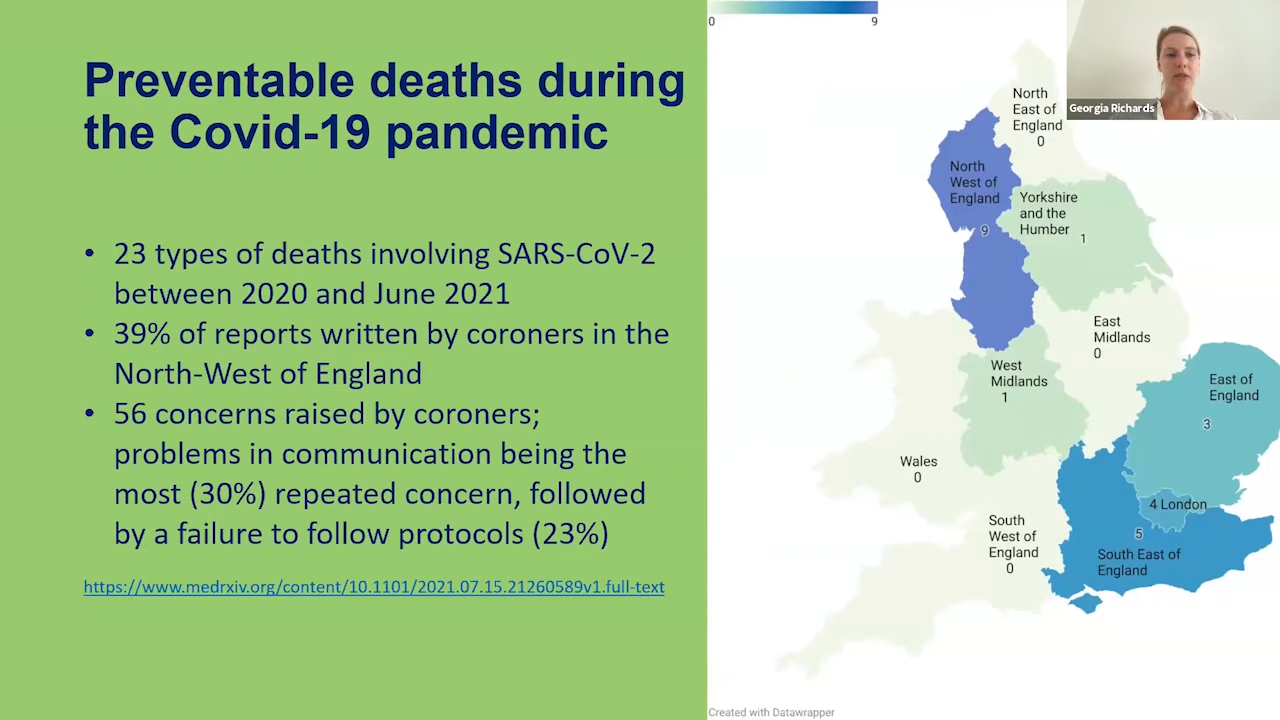 Preventable deaths during
the Covid-19 pandemic
• 23 types of deaths involving SARS-CoV-2
between 2020 and June 2021
• 39% of reports written by coroners in the
North-West of England
• 56 concerns raised by coroners;
problems in communication being the
most (30%) repeated concern, followed
by a failure to follow protocols (23%)
https://www.medrxiv.org/content/10.1101/2021.07.15.21260589v1.full-text
0
9
Georgia Richards
North
East of
England
0
North
West of
England
9
Yorkshire
and the
Humber
1
East
Midlands
0
West
Midlands
1
East of
England
3
Wales
0
4 London
South
West of
England
0
5
South East of
England
Created with Datawrapper